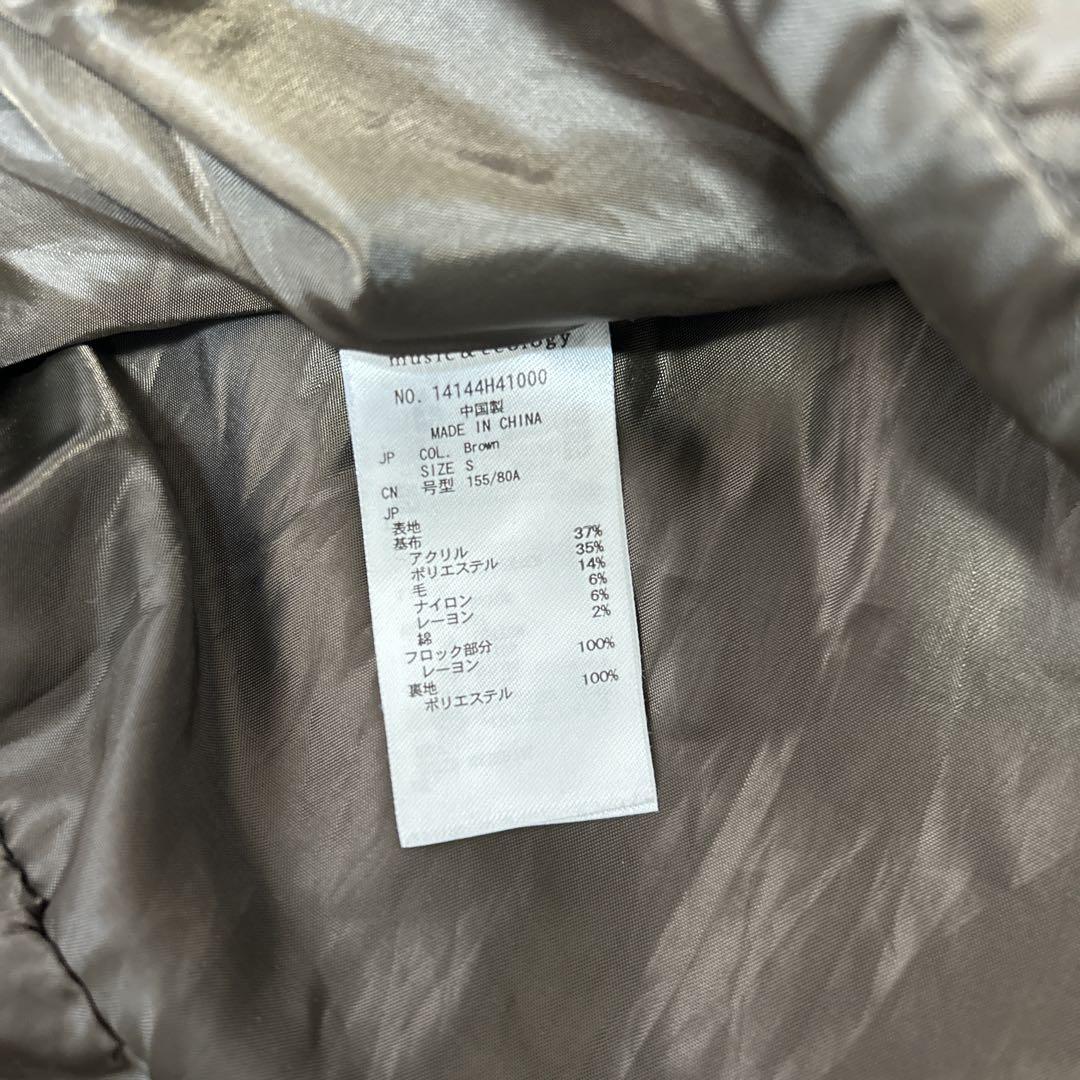 music & ecology
NO. 14144H41000
中国製
MADE IN CHINA
JP COL. Brown
SIZE S
CN 号型 155/80A
JP
表地
基布
アクリル 37%
ポリエステル 35%
毛 14%
ナイロン 6%
レーヨン 6%
綿 2%
フロック部分
レーヨン 100%
裏地
ポリエステル 100%